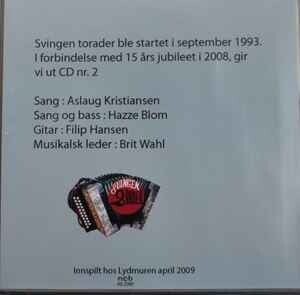 Svingen torader ble startet i september 1993.
I forbindelse med 15 års jubileet i 2008, gir
vi ut CD nr. 2
Sang : Aslaug Kristiansen
Sang og bass : Hazze Blom
Gitar : Filip Hansen
Musikalsk leder : Brit Wahl
SVINGEN
Innspilt hos Lydmuren april 2009
ncb